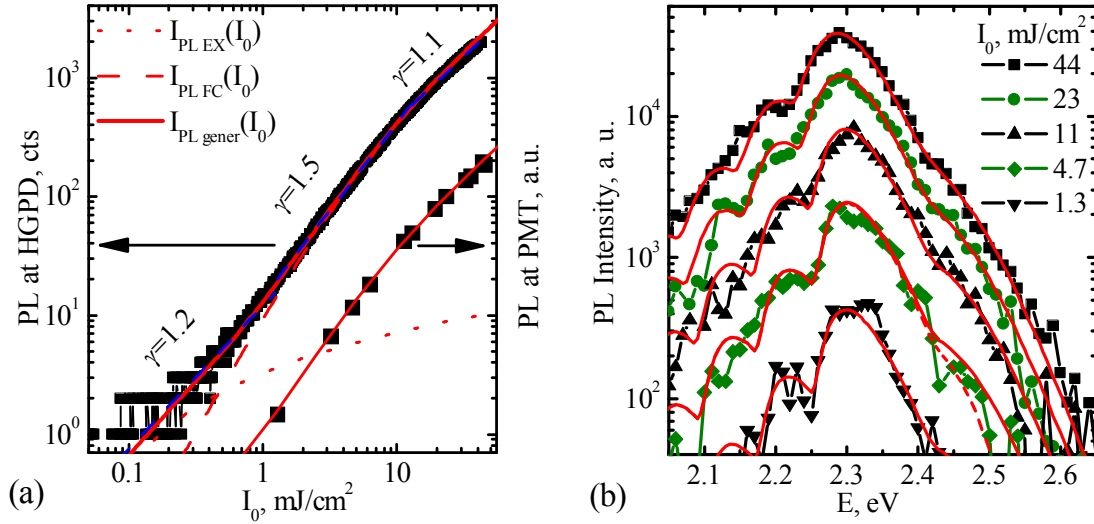 I_PL EX(I_0)
I_PL FC(I_0)
I_PL gener(I_0)
γ=1.2
γ=1.5
γ=1.1
PL at HGPD, cts
10^3
10^2
10^1
10^0
0.1
1
10
I_0, mJ/cm^2
PL at PMT, a.u.
(a)
I_0, mJ/cm^2
44
23
11
4.7
1.3
PL Intensity, a. u.
10^4
10^3
10^2
2.1
2.2
2.3
2.4
2.5
2.6
E, eV
(b)